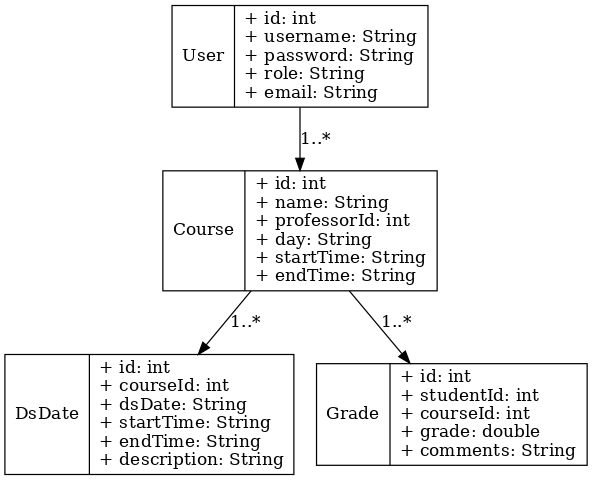 User
+ id: int
+ username: String
+ password: String
+ role: String
+ email: String
1..*
Course
+ id: int
+ name: String
+ professorId: int
+ day: String
+ startTime: String
+ endTime: String
1..*
1..*
DsDate
+ id: int
+ courseId: int
+ dsDate: String
+ startTime: String
+ endTime: String
+ description: String
Grade
+ id: int
+ studentId: int
+ courseId: int
+ grade: double
+ comments: String